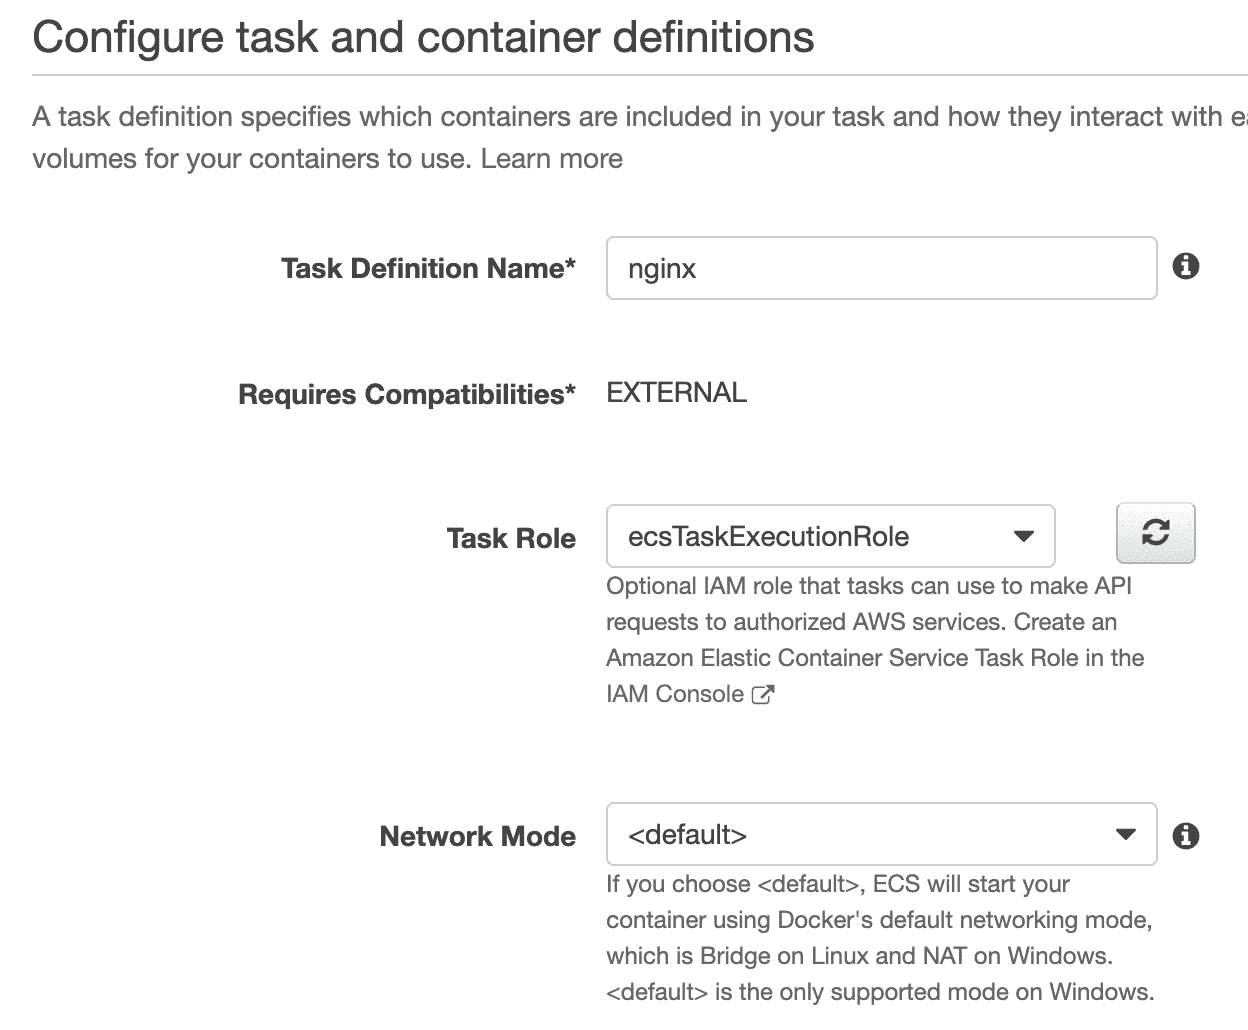 Configure task and container definitions
A task definition specifies which containers are included in your task and how they interact with
volumes for your containers to use. Learn more
Task Definition Name*
nginx
Requires Compatibilities*
EXTERNAL
Task Role
ecsTaskExecutionRole
Optional IAM role that tasks can use to make API
requests to authorized AWS services. Create an
Amazon Elastic Container Service Task Role in the
IAM Console
Network Mode
<default>
If you choose <default>, ECS will start your
container using Docker's default networking mode,
which is Bridge on Linux and NAT on Windows.
<default> is the only supported mode on Windows.